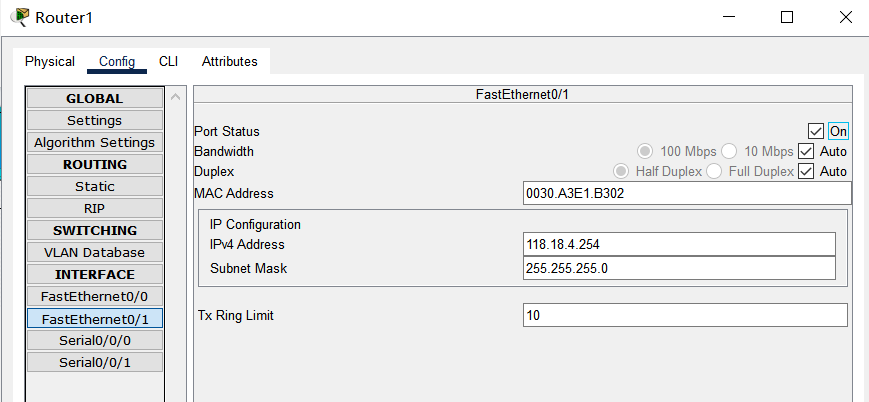 Router1
Physical Config CLI Attributes
GLOBAL
Settings
Algorithm Settings
ROUTING
Static
RIP
SWITCHING
VLAN Database
INTERFACE
FastEthernet0/0
FastEthernet0/1
Serial0/0/0
Serial0/0/1
FastEthernet0/1
Port Status On
Bandwidth 100 Mbps 10 Mbps Auto
Duplex Half Duplex Full Duplex Auto
MAC Address 0030.A3E1.B302
IP Configuration
IPv4 Address 118.18.4.254
Subnet Mask 255.255.255.0
Tx Ring Limit 10